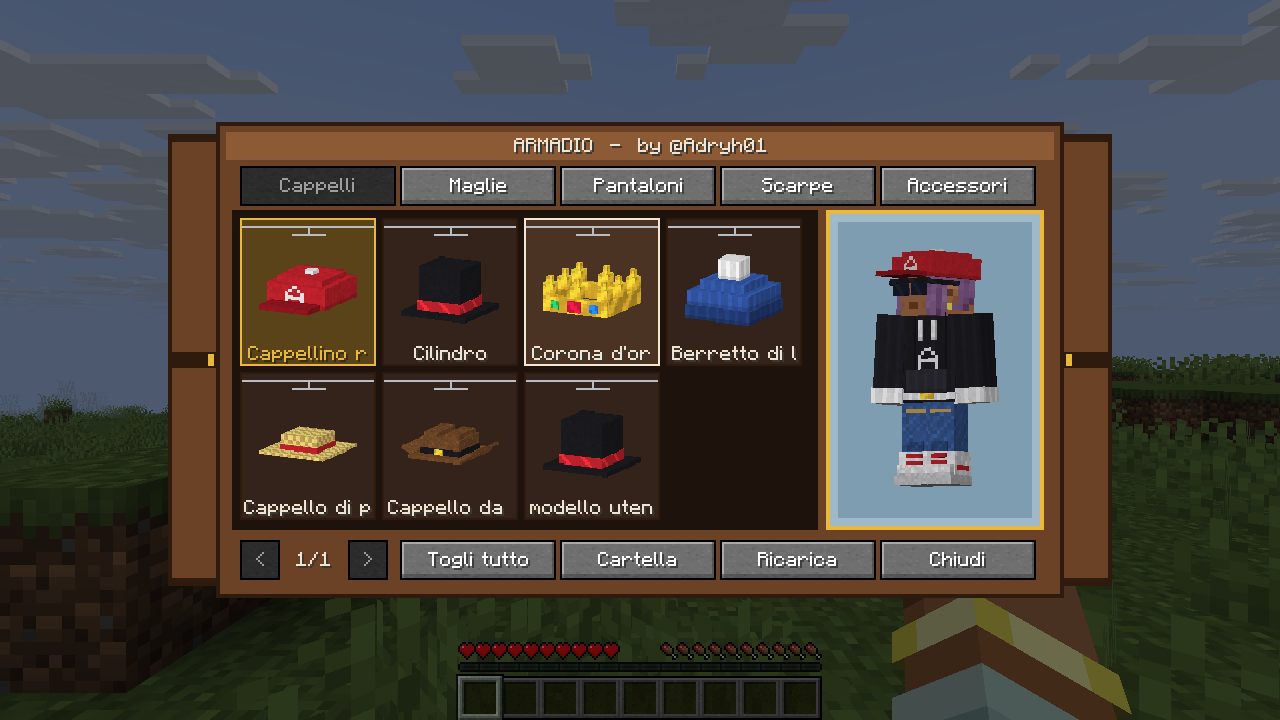 ARMADIO - by @Adryh01
Cappelli Maglie Pantaloni Scarpe Accessori
Cappellino r Cilindro Corona d'or Berretto di l
A
A
A
Cappello di p Cappello da modello uten
< 1/1 > Togli tutto Cartella Ricarica Chiudi